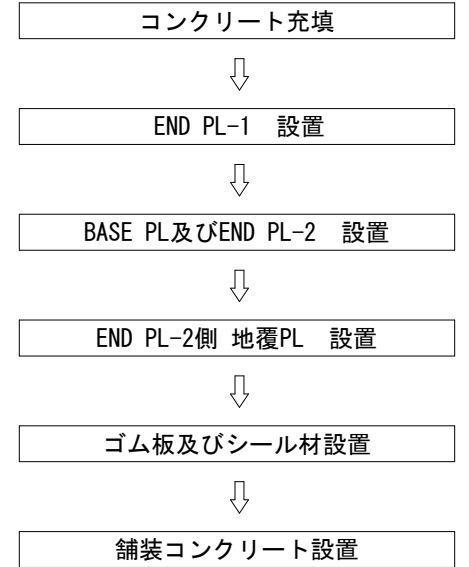 コンクリート充填
END PL-1　設置
BASE PL及びEND PL-2　設置
END PL-2側 地覆PL　設置
ゴム板及びシール材設置
舗装コンクリート設置